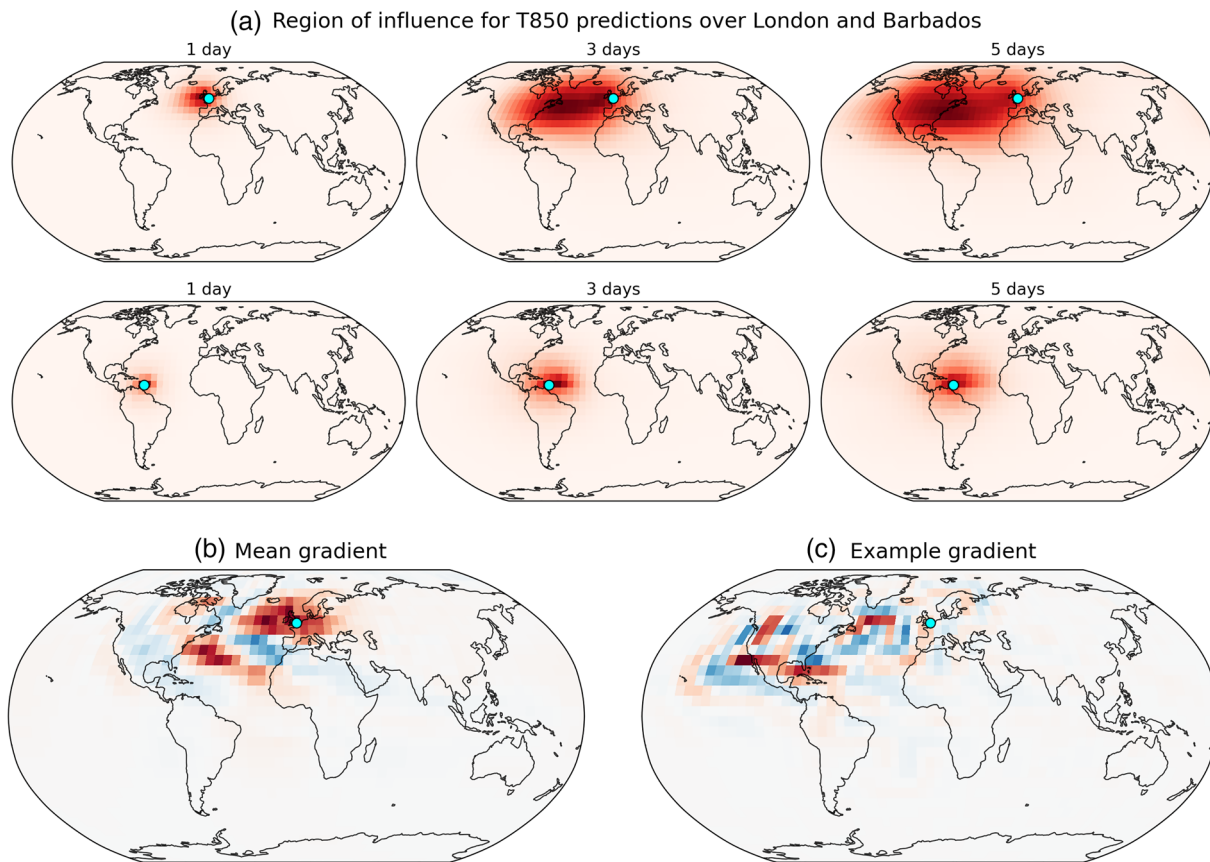 (a) Region of influence for T850 predictions over London and Barbados
1 day
3 days
5 days
1 day
3 days
5 days
(b) Mean gradient
(c) Example gradient